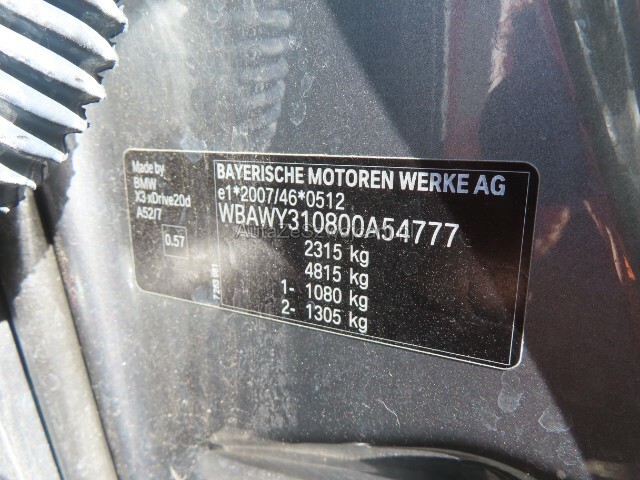 Made by
BMW
X3 xDrive20d
A52/7
0.57
BAYERISCHE MOTOREN WERKE AG
e1*2007/46*0512
WBAWY310800A54777
2315 kg
4815 kg
1- 1080 kg
2- 1305 kg